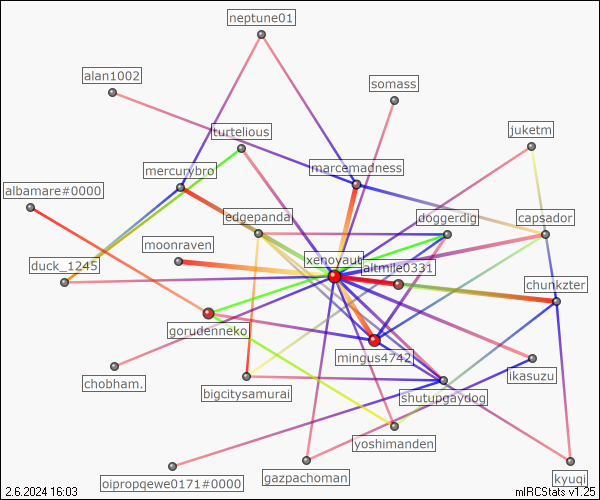 neptune01
alan1002
somass
turtelious
juketm
mercurybro
marcemadness
albamare#0000
edgepanda
doggerdig
capsador
moonraven
xenoyaut
duck_1245
altmile0331
chunkzter
gorudenneko
mingus4742
chobham.
ikasuzu
bigcitysamurai
shutupgaydog
yoshimanden
oipropqewe0171#0000
gazpachoman
kyuqi
2.6.2024 16:03
mIRCStats v1.25